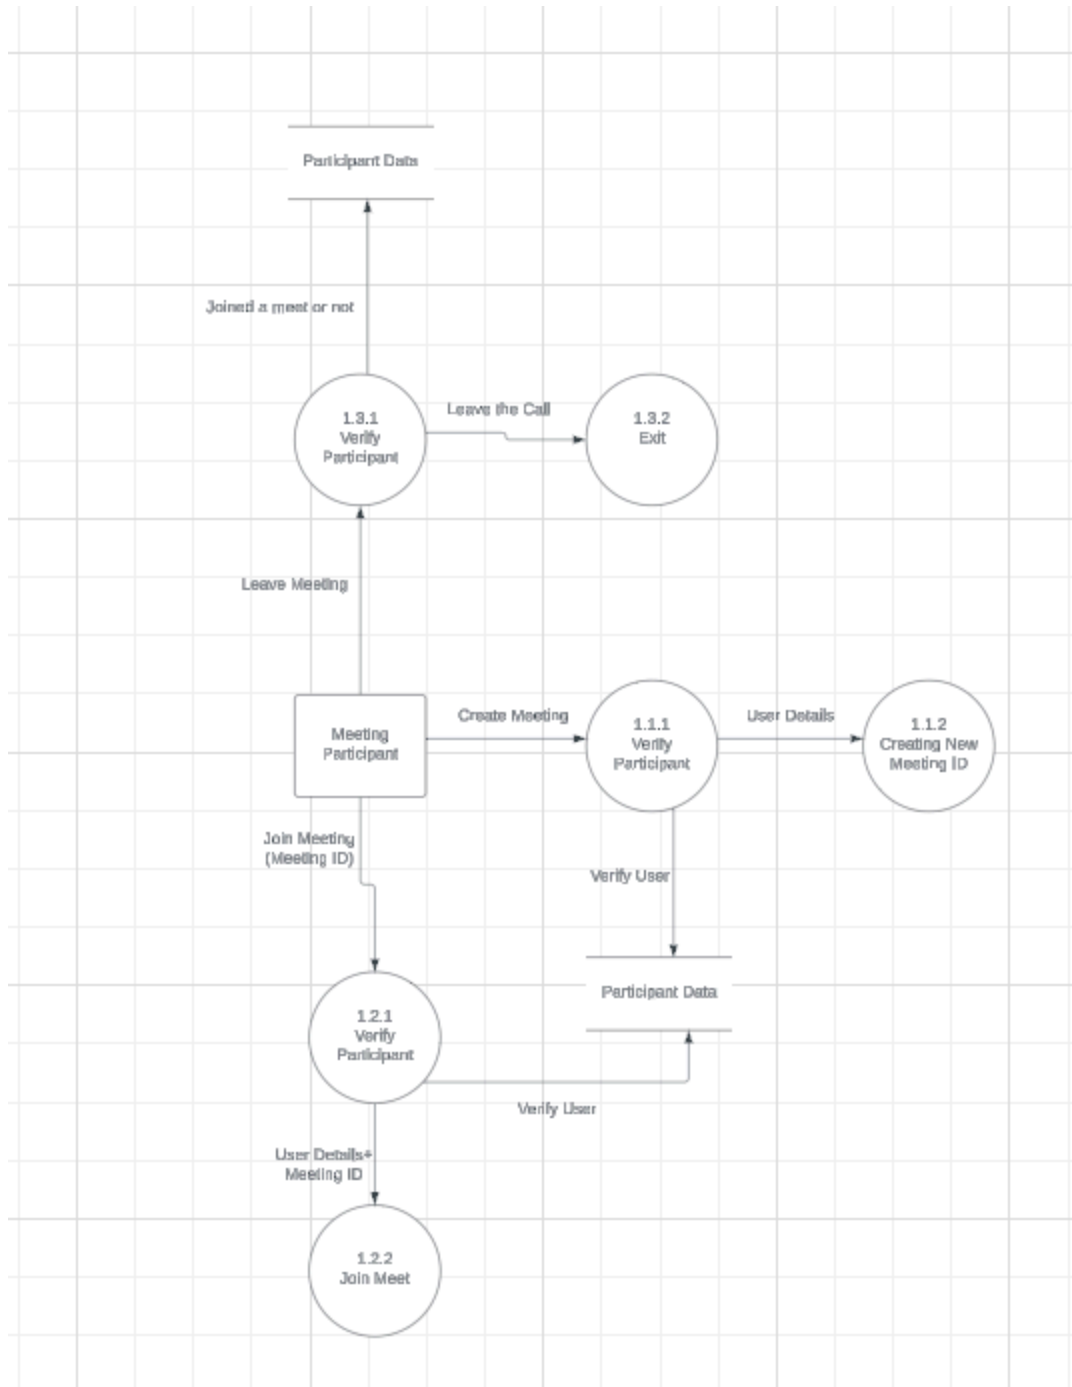 Participant Data
Joined a meet or not
1.3.1
Verify
Participant
Leave the Call
1.3.2
Exit
Leave Meeting
Meeting
Participant
Create Meeting
1.1.1
Verify
Participant
User Details
1.1.2
Creating New
Meeting ID
Join Meeting
(Meeting ID)
Verify User
Participant Data
1.2.1
Verify
Participant
Verify User
User Details+
Meeting ID
1.2.2
Join Meet